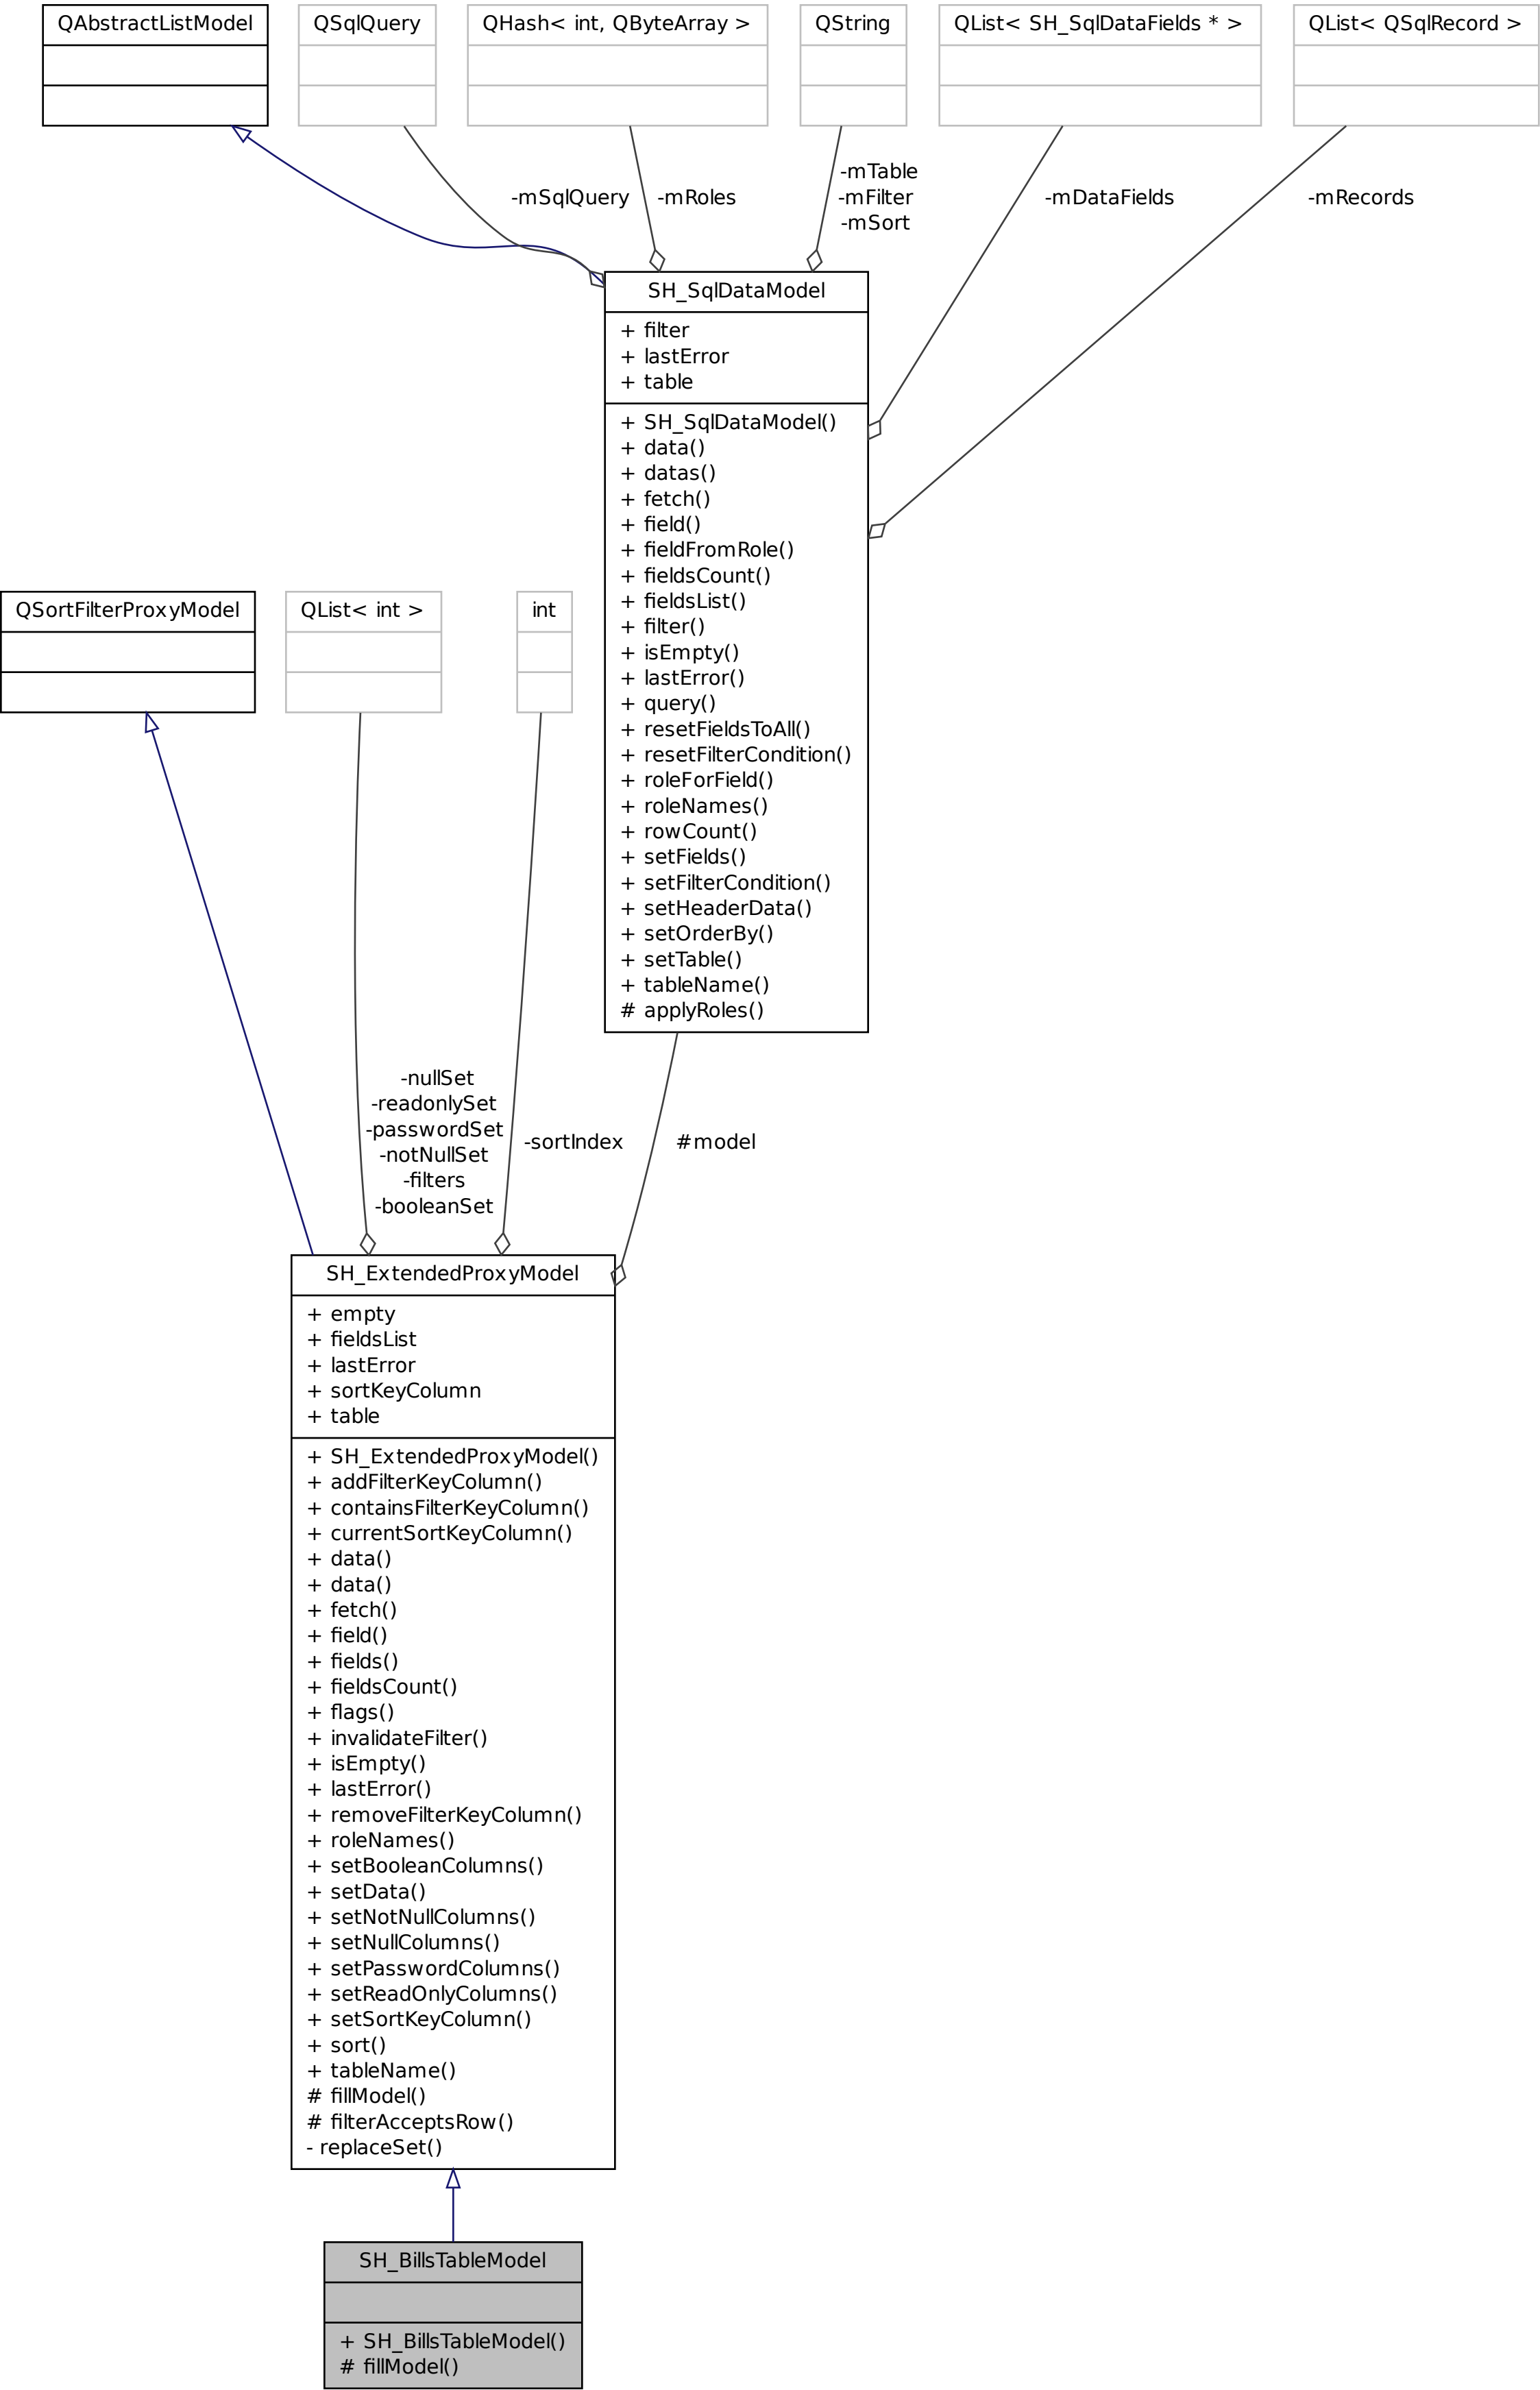 QAbstractListModel
QSqlQuery
QHash< int, QByteArray >
QString
QList< SH_SqlDataFields * >
QList< QSqlRecord >
-mSqlQuery
-mRoles
-mTable
-mFilter
-mSort
-mDataFields
-mRecords
SH_SqlDataModel
+ filter
+ lastError
+ table
+ SH_SqlDataModel()
+ data()
+ datas()
+ fetch()
+ field()
+ fieldFromRole()
+ fieldsCount()
+ fieldsList()
+ filter()
+ isEmpty()
+ lastError()
+ query()
+ resetFieldsToAll()
+ resetFilterCondition()
+ roleForField()
+ roleNames()
+ rowCount()
+ setFields()
+ setFilterCondition()
+ setHeaderData()
+ setOrderBy()
+ setTable()
+ tableName()
# applyRoles()
QSortFilterProxyModel
QList< int >
int
-nullSet
-readonlySet
-passwordSet
-notNullSet
-filters
-booleanSet
-sortIndex
#model
SH_ExtendedProxyModel
+ empty
+ fieldsList
+ lastError
+ sortKeyColumn
+ table
+ SH_ExtendedProxyModel()
+ addFilterKeyColumn()
+ containsFilterKeyColumn()
+ currentSortKeyColumn()
+ data()
+ data()
+ fetch()
+ field()
+ fields()
+ fieldsCount()
+ flags()
+ invalidateFilter()
+ isEmpty()
+ lastError()
+ removeFilterKeyColumn()
+ roleNames()
+ setBooleanColumns()
+ setData()
+ setNotNullColumns()
+ setNullColumns()
+ setPasswordColumns()
+ setReadOnlyColumns()
+ setSortKeyColumn()
+ sort()
+ tableName()
# fillModel()
# filterAcceptsRow()
- replaceSet()
SH_BillsTableModel
+ SH_BillsTableModel()
# fillModel()